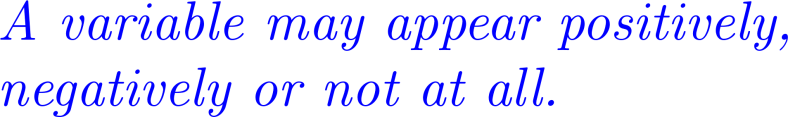 A variable may appear positively,
negatively or not at all.